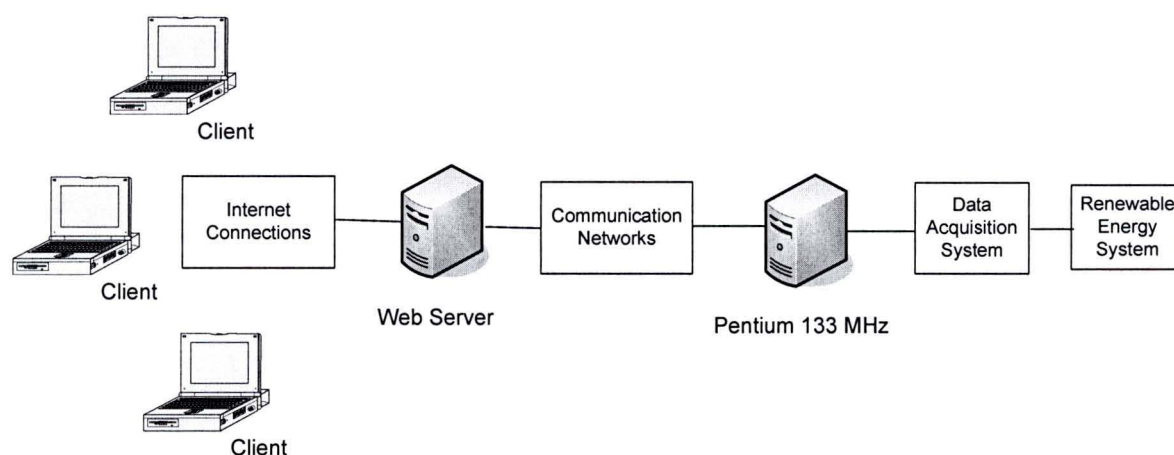 Client
Client
Client
Internet
Connections
Web Server
Communication
Networks
Pentium 133 MHz
Data
Acquisition
System
Renewable
Energy
System